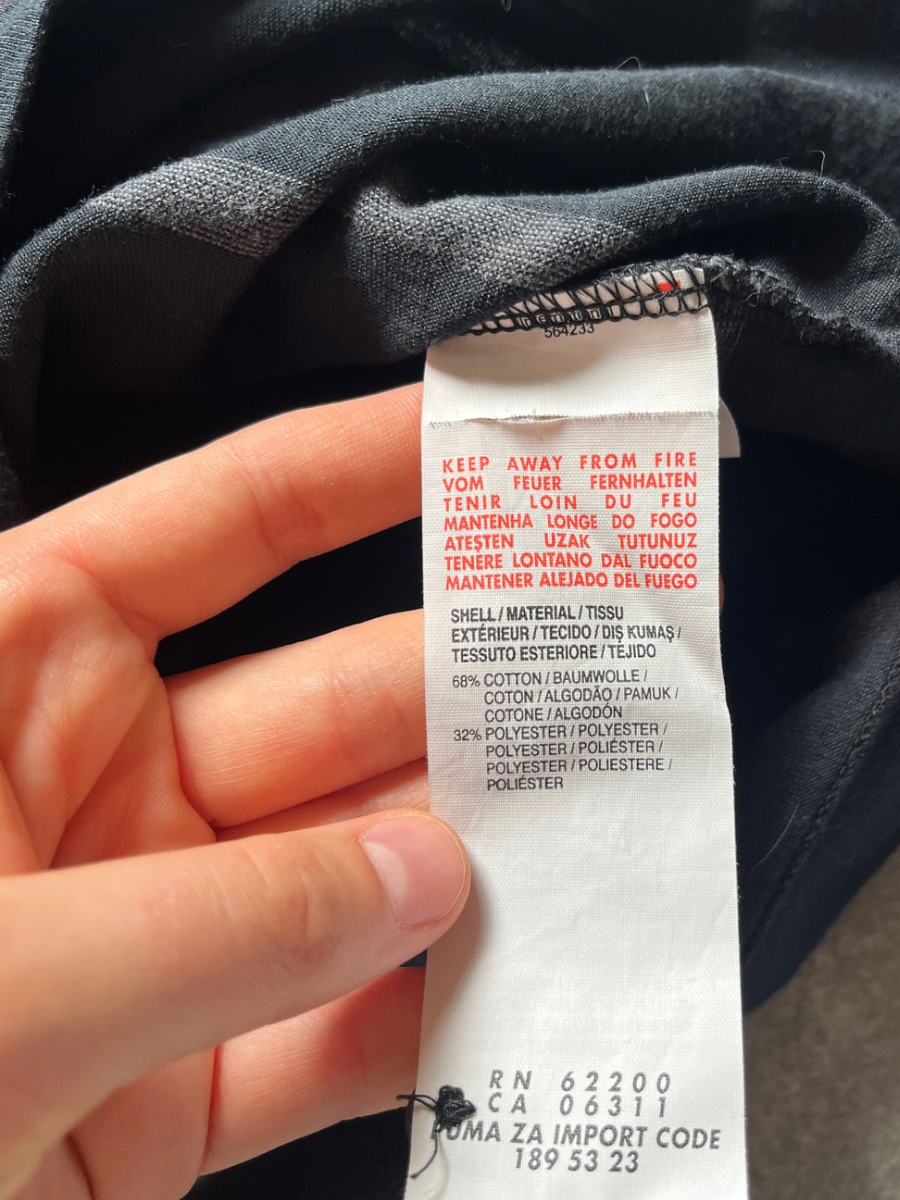 564233
KEEP AWAY FROM FIRE
VOM FEUER FERNHALTEN
TENIR LOIN DU FEU
MANTENHA LONGE DO FOGO
ATEŞTEN UZAK TUTUNUZ
TENERE LONTANO DAL FUOCO
MANTENER ALEJADO DEL FUEGO
SHELL / MATERIAL / TISSU
EXTÉRIEUR / TECIDO / DIŞ KUMAŞ /
TESSUTO ESTERIORE / TEJIDO
68% COTTON / BAUMWOLLE /
COTON / ALGODÃO / PAMUK /
COTONE / ALGODÓN
32% POLYESTER / POLYESTER /
POLYESTER / POLIÉSTER /
POLYESTER / POLIESTERE /
POLIÉSTER
RN 62200
CA 06311
PUMA ZA IMPORT CODE
189 53 23